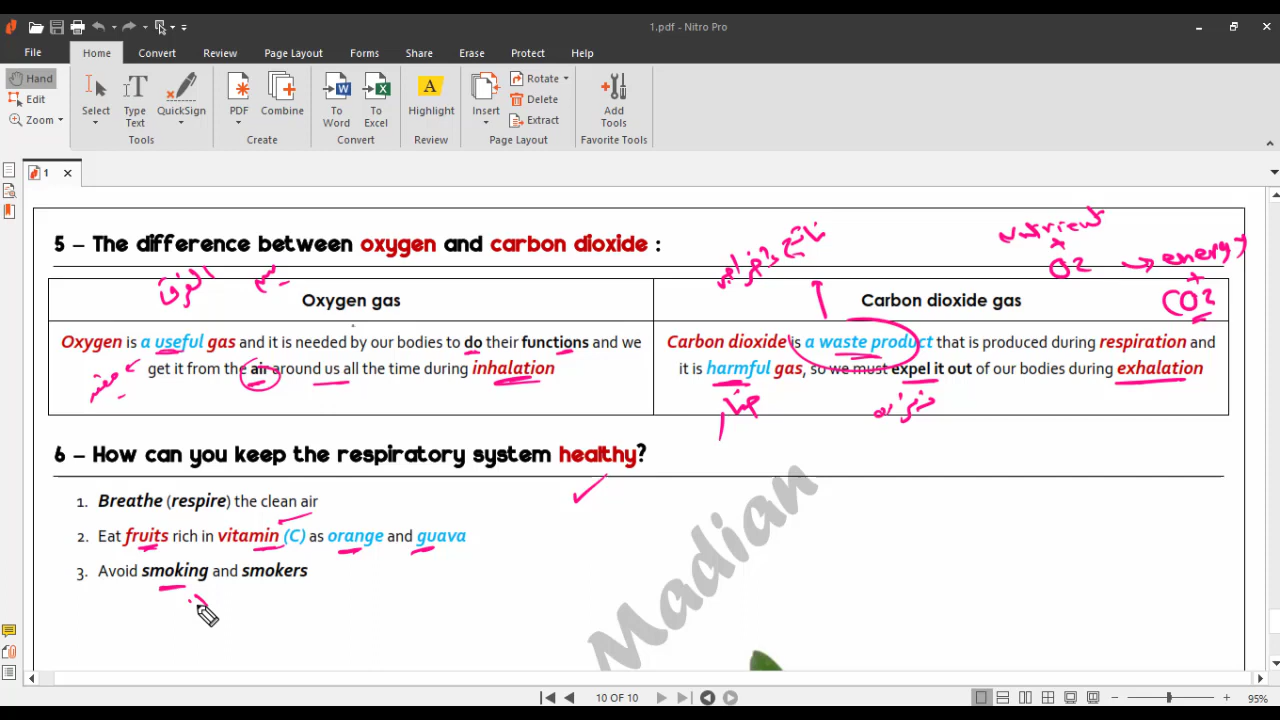 1.pdf - Nitro Pro
File Home Convert Review Page Layout Forms Share Erase Protect Help
Hand
Edit
Zoom
Select
Type Text
QuickSign
Tools
PDF
Combine
Create
To Word
To Excel
Convert
Highlight
Review
Insert
Rotate
Delete
Extract
Page Layout
Add Tools
Favorite Tools
1
5 – The difference between oxygen and carbon dioxide :
O2
energy
+
CO2
Oxygen gas
Carbon dioxide gas
Oxygen is a useful gas and it is needed by our bodies to do their functions and we
get it from the air around us all the time during inhalation
Carbon dioxide is a waste product that is produced during respiration and
it is harmful gas, so we must expel it out of our bodies during exhalation
6 – How can you keep the respiratory system healthy?
1. Breathe (respire) the clean air
2. Eat fruits rich in vitamin (C) as orange and guava
3. Avoid smoking and smokers
Madian
10 OF 10
95%